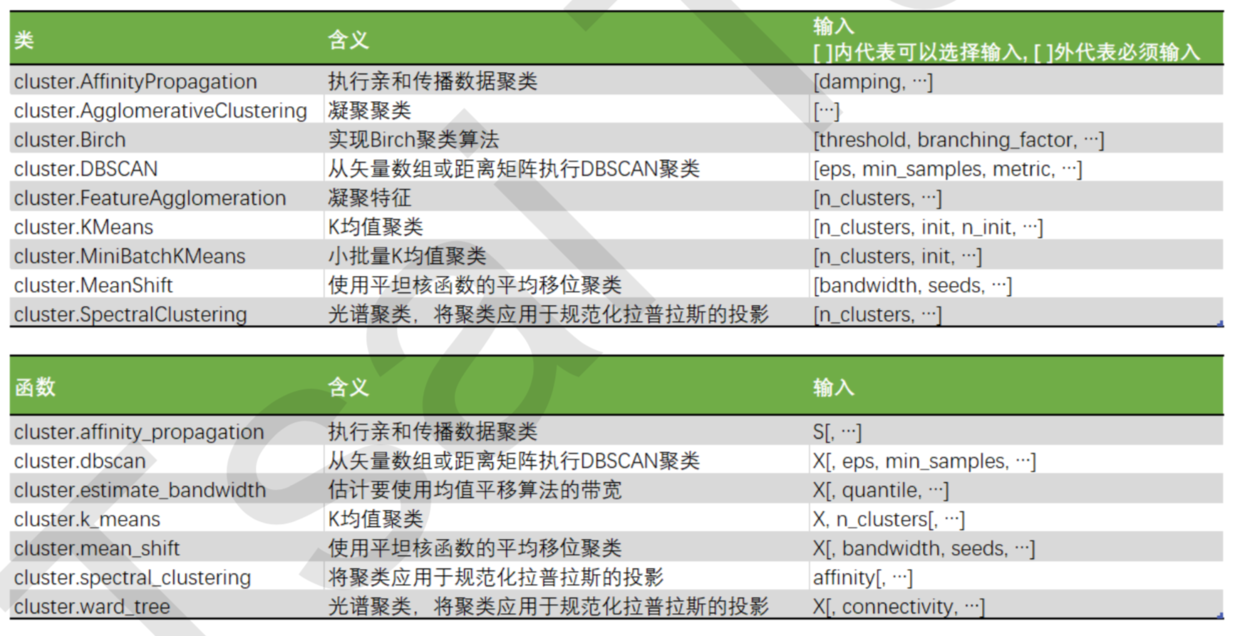 类 含义 输入
[ ]内代表可以选择输入, [ ]外代表必须输入
cluster.AffinityPropagation 执行亲和传播数据聚类 [damping, …]
cluster.AgglomerativeClustering 凝聚聚类 […]
cluster.Birch 实现Birch聚类算法 [threshold, branching_factor, …]
cluster.DBSCAN 从矢量数组或距离矩阵执行DBSCAN聚类 [eps, min_samples, metric, …]
cluster.FeatureAgglomeration 凝聚特征 [n_clusters, …]
cluster.KMeans K均值聚类 [n_clusters, init, n_init, …]
cluster.MiniBatchKMeans 小批量K均值聚类 [n_clusters, init, …]
cluster.MeanShift 使用平坦核函数的平均移位聚类 [bandwidth, seeds, …]
cluster.SpectralClustering 光谱聚类，将聚类应用于规范化拉普拉斯的投影 [n_clusters, …]
函数 含义 输入
cluster.affinity_propagation 执行亲和传播数据聚类 S[, …]
cluster.dbscan 从矢量数组或距离矩阵执行DBSCAN聚类 X[, eps, min_samples, …]
cluster.estimate_bandwidth 估计要使用均值平移算法的带宽 X[, quantile, …]
cluster.k_means K均值聚类 X, n_clusters[, …]
cluster.mean_shift 使用平坦核函数的平均移位聚类 X[, bandwidth, seeds, …]
cluster.spectral_clustering 将聚类应用于规范化拉普拉斯的投影 affinity[, …]
cluster.ward_tree 光谱聚类，将聚类应用于规范化拉普拉斯的投影 X[, connectivity, …]
Tsai